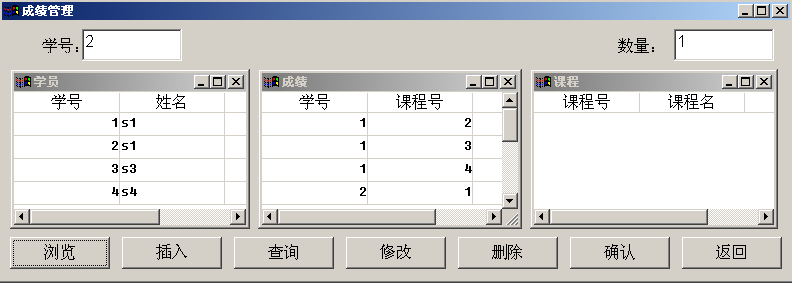 成绩管理
学号：2 数量：1
学员 成绩 课程
学号 姓名 学号 课程号 课程号 课程名
1 s1 1 2
2 s1 1 3
3 s3 1 4
4 s4 2 1
浏览 插入 查询 修改 删除 确认 返回